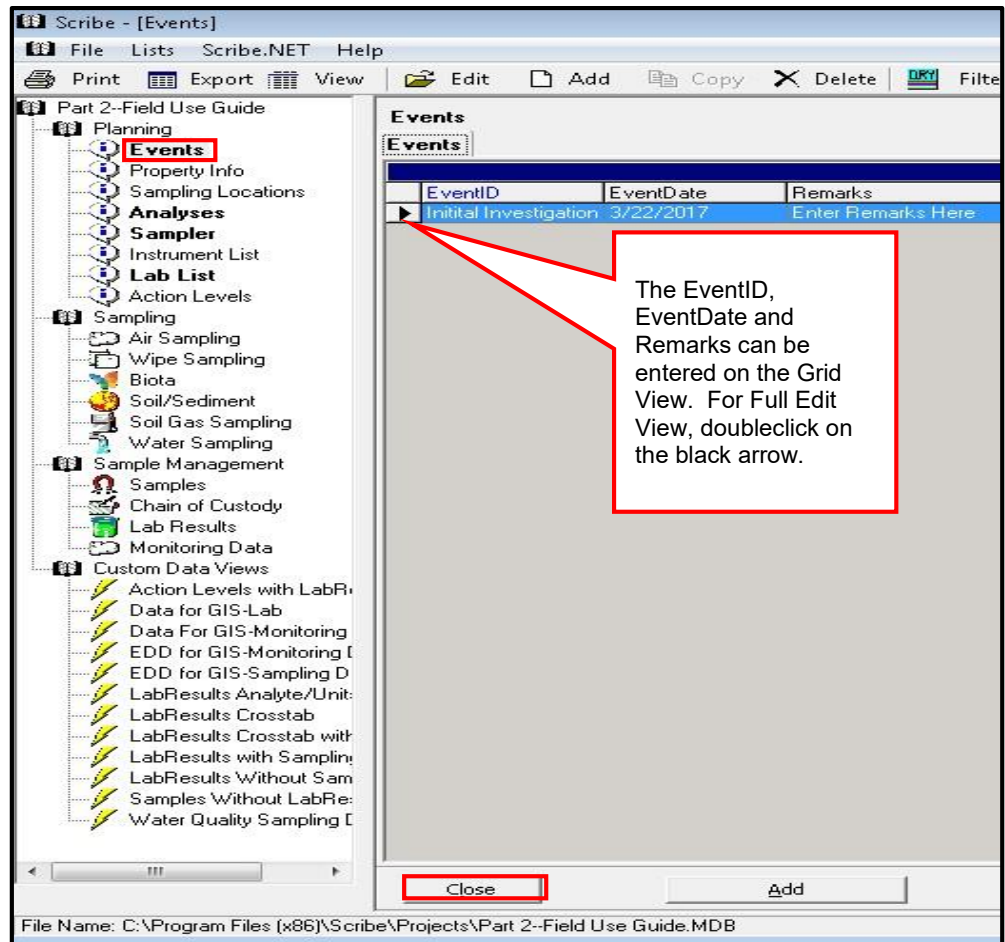 Scribe - [Events]
File Lists Scribe.NET Help
Print Export View Edit Add Copy Delete DRY Filte
Part 2--Field Use Guide
Planning
Events
Property Info
Sampling Locations
Analyses
Sampler
Instrument List
Lab List
Action Levels
Sampling
Air Sampling
Wipe Sampling
Biota
Soil/Sediment
Soil Gas Sampling
Water Sampling
Sample Management
Samples
Chain of Custody
Lab Results
Monitoring Data
Custom Data Views
Action Levels with LabR
Data for GIS-Lab
Data For GIS-Monitoring
EDD for GIS-Monitoring
EDD for GIS-Sampling D
LabResults Analyte/Unit
LabResults Crosstab
LabResults Crosstab with
LabResults with Sampling
LabResults Without Sam
Samples Without LabRe
Water Quality Sampling
Events
Events
EventID EventDate Remarks
Initital Investigation 3/22/2017 Enter Remarks Here
The EventID,
EventDate and
Remarks can be
entered on the Grid
View. For Full Edit
View, doubleclick on
the black arrow.
Close Add
File Name: C:\Program Files (x86)\Scribe\Projects\Part 2--Field Use Guide.MDB